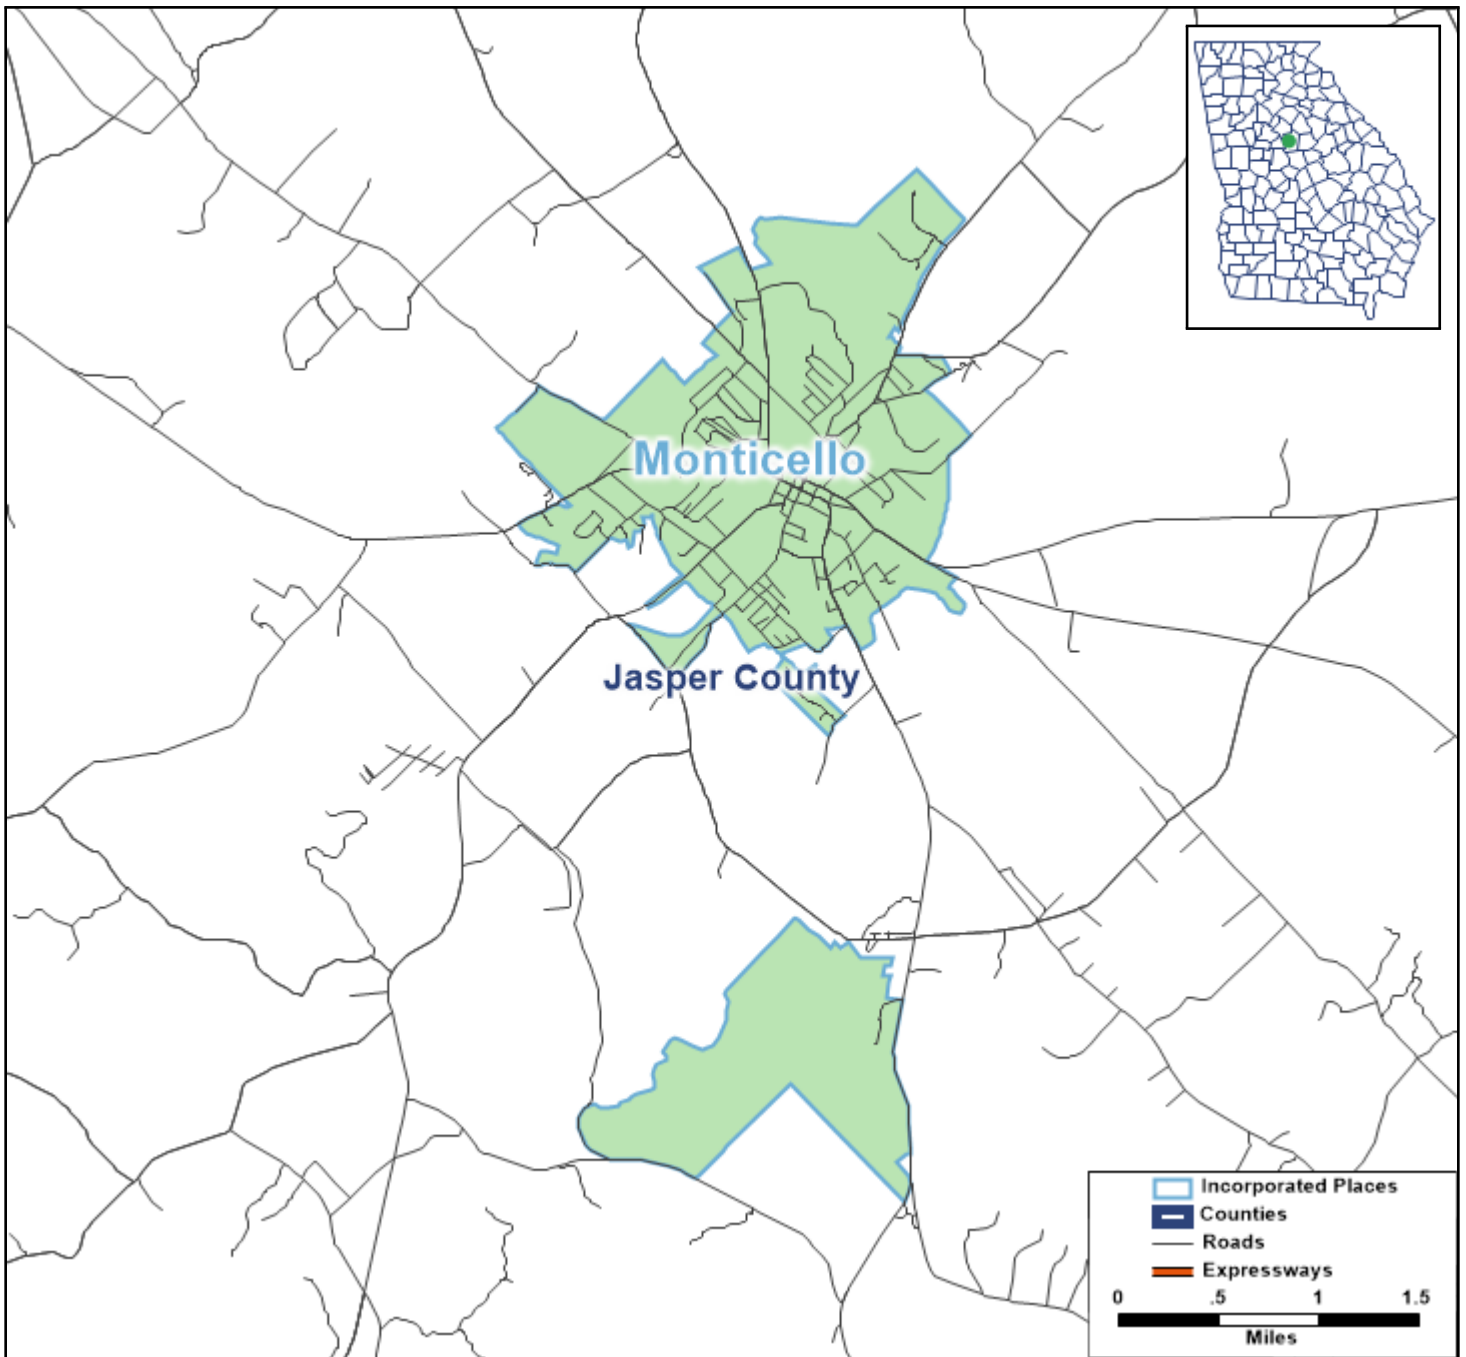 Monticello
Jasper County
Incorporated Places
Counties
Roads
Expressways
0 .5 1 1.5
Miles